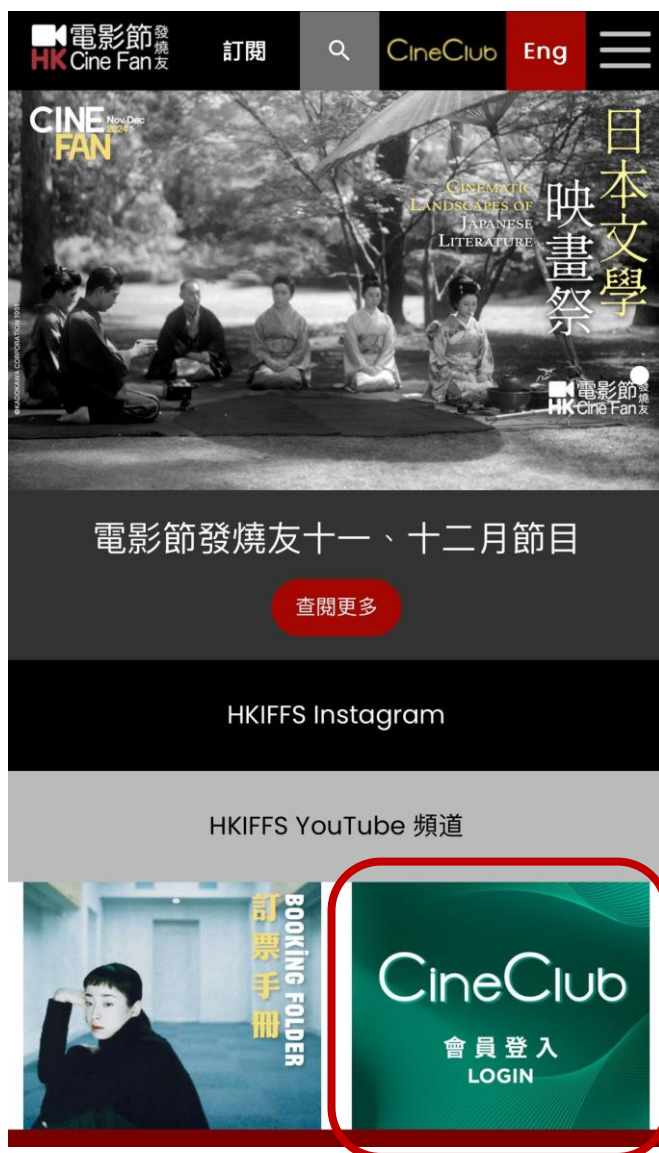 電影節發燒友
HK Cine Fan
訂閱
CineClub
Eng
CINE FAN
Nov-Dec
2024
CINEMATIC
LANDSCAPES OF
JAPANESE
LITERATURE
日本文學
映畫祭
©KADOKAWA CORPORATION 1991
電影節發燒友
HK Cine Fan
電影節發燒友十一、十二月節目
查閱更多
HKIFFS Instagram
HKIFFS YouTube 頻道
訂票手冊
BOOKING FOLDER
CineClub
會員登入
LOGIN